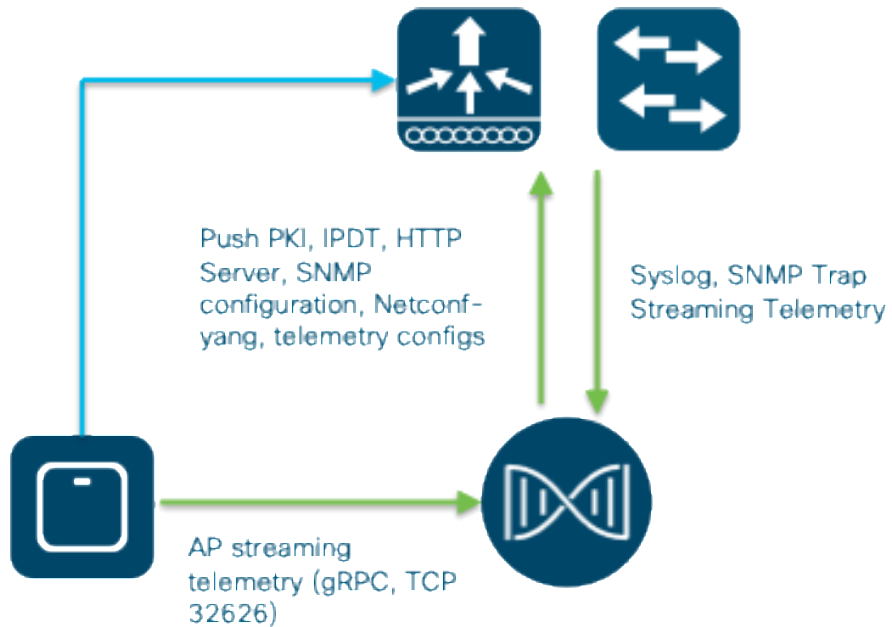 Push PKI, IPDT, HTTP
Server, SNMP
configuration, Netconf-
yang, telemetry configs
Syslog, SNMP Trap
Streaming Telemetry
AP streaming
telemetry (gRPC, TCP
32626)